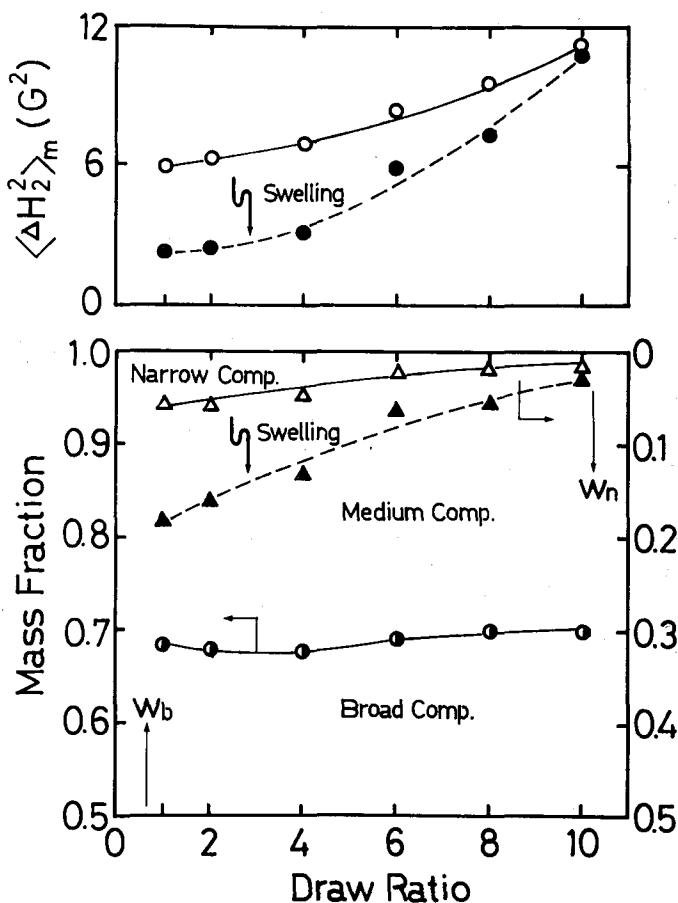 12
6
0
⟨ΔH₂²⟩m (G²)
Swelling
1.0
0.9
0.8
0.7
0.6
0.5
0
0.1
0.2
0.3
0.4
0.5
Mass Fraction
Narrow Comp.
Swelling
Wn
Medium Comp.
Wb
Broad Comp.
0 2 4 6 8 10
Draw Ratio